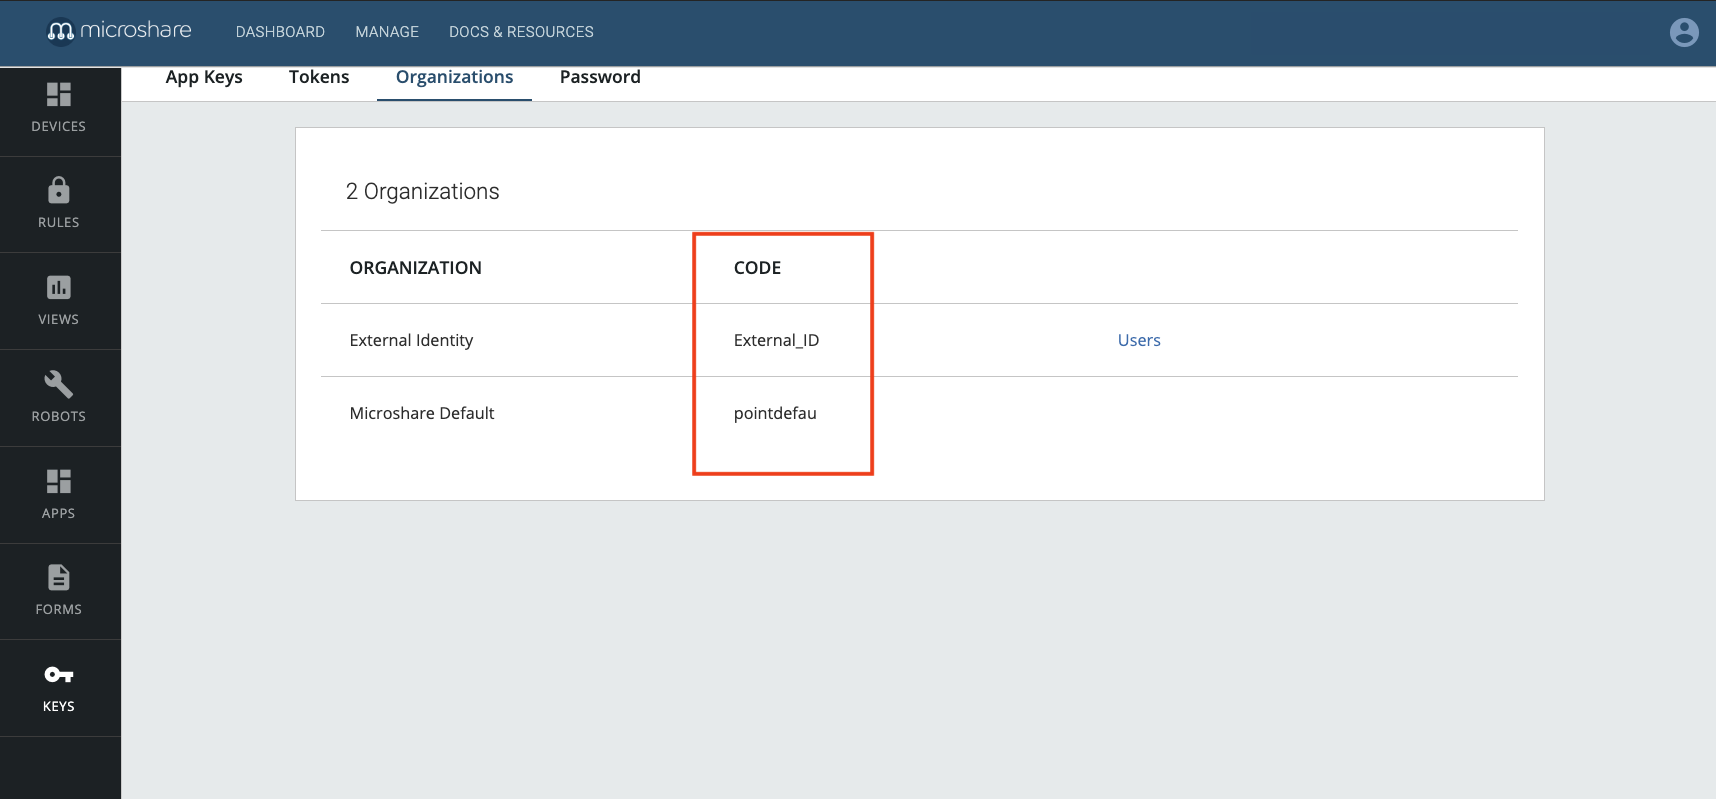 microshare DASHBOARD MANAGE DOCS & RESOURCES
App Keys Tokens Organizations Password
DEVICES
RULES
VIEWS
ROBOTS
APPS
FORMS
KEYS
2 Organizations
ORGANIZATION CODE
External Identity External_ID Users
Microshare Default pointdefau